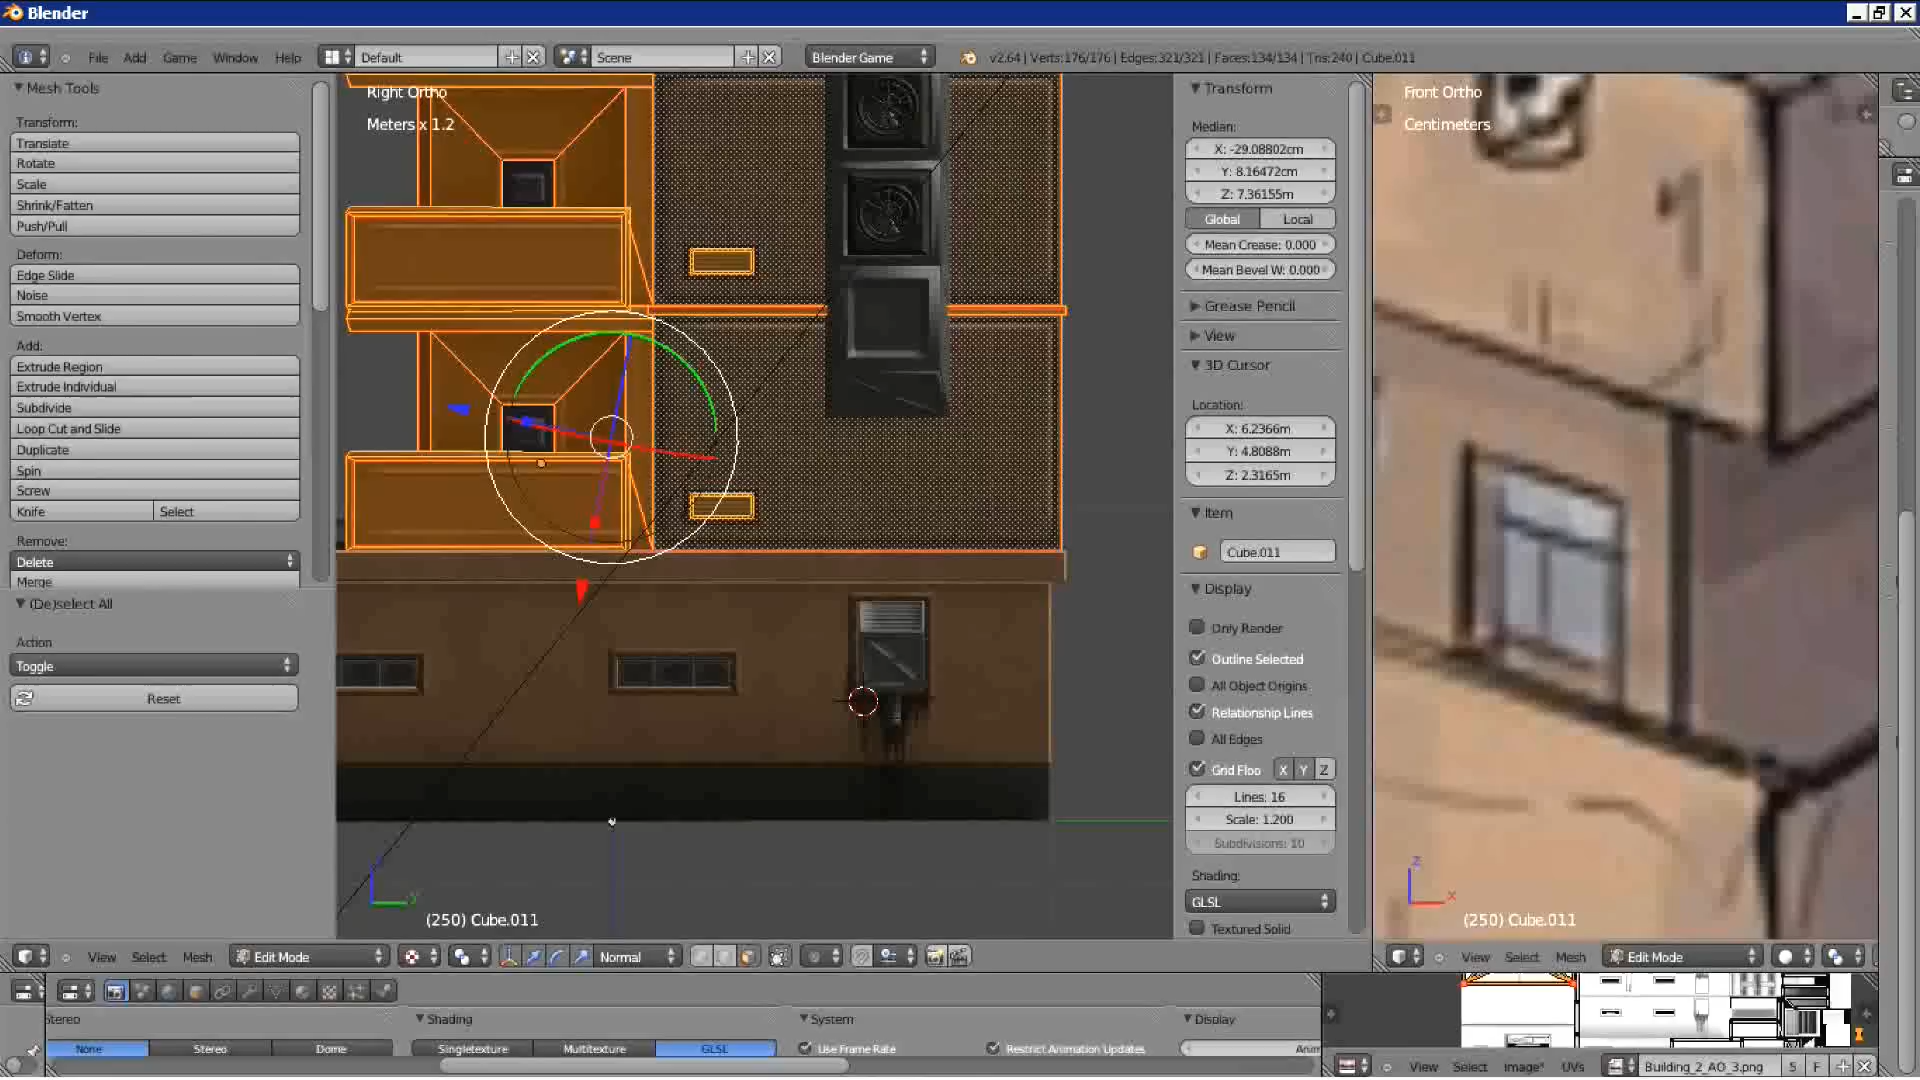 Blender
File Add Game Window Help Default Scene Blender Game v2.64 | Verts:176/176 | Edges:321/321 | Faces:134/134 | Tris:240 | Cube.011
Mesh Tools
Transform:
Translate
Rotate
Scale
Shrink/Fatten
Push/Pull
Deform:
Edge Slide
Noise
Smooth Vertex
Add:
Extrude Region
Extrude Individual
Subdivide
Loop Cut and Slide
Duplicate
Spin
Screw
Knife Select
Remove:
Delete
Merge
(De)select All
Action
Toggle
Reset
Right Ortho
Meters x 1.2
(250) Cube.011
View Select Mesh Edit Mode Normal
Transform
Median:
X: -29.08802cm
Y: 8.16472cm
Z: 7.36155m
Global Local
Mean Crease: 0.000
Mean Bevel W: 0.000
Grease Pencil
View
3D Cursor
Location:
X: 6.2366m
Y: 4.8088m
Z: 2.3165m
Item
Cube.011
Display
Only Render
Outline Selected
All Object Origins
Relationship Lines
All Edges
Grid Floo X Y Z
Lines: 16
Scale: 1.200
Subdivisions: 10
Shading:
GLSL
Textured Solid
Front Ortho
Centimeters
z
x
(250) Cube.011
View Select Mesh Edit Mode
Stereo
None Stereo Dome
Shading
Singletexture Multitexture GLSL
System
Use Frame Rate Restrict Animation Updates
Display
Anim
View Select Image* UVs Building_2_AO_3.png 5 F